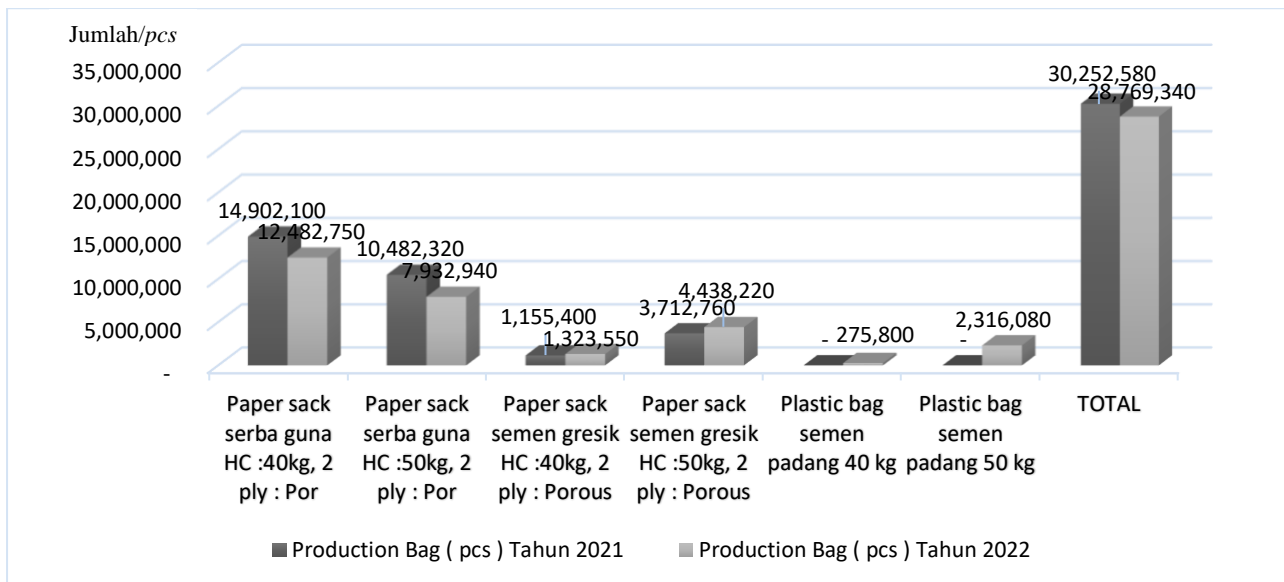 Jumlah/pcs
35,000,000
30,000,000
25,000,000
20,000,000
15,000,000
10,000,000
5,000,000
-
14,902,100
12,482,750
10,482,320
7,932,940
1,155,400
1,323,550
3,712,760
4,438,220
-
275,800
-
2,316,080
30,252,580
28,769,340
Paper sack
serba guna
HC :40kg, 2
ply : Por
Paper sack
serba guna
HC :50kg, 2
ply : Por
Paper sack
semen gresik
HC :40kg, 2
ply : Porous
Paper sack
semen gresik
HC :50kg, 2
ply : Porous
Plastic bag
semen
padang 40 kg
Plastic bag
semen
padang 50 kg
TOTAL
Production Bag ( pcs ) Tahun 2021
Production Bag ( pcs ) Tahun 2022